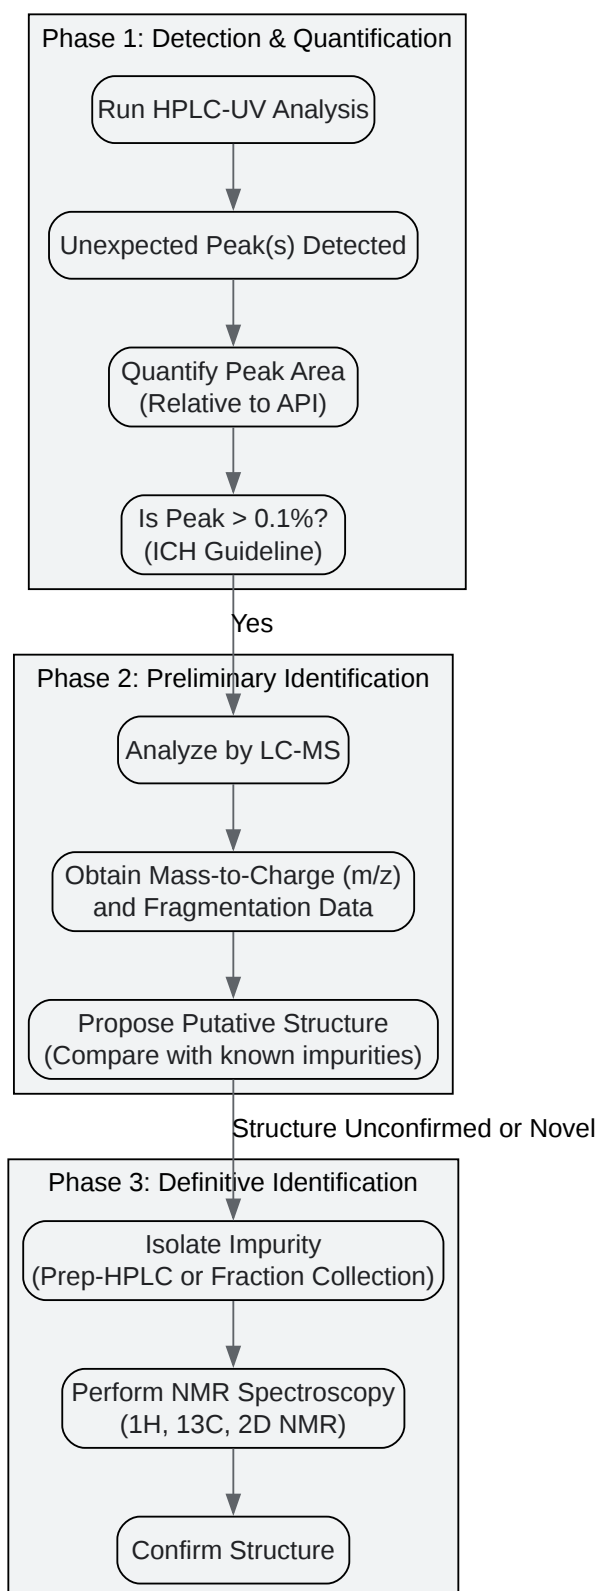 Phase 1: Detection & Quantification
Run HPLC-UV Analysis
Unexpected Peak(s) Detected
Quantify Peak Area
(Relative to API)
Is Peak > 0.1%?
(ICH Guideline)
Yes
Phase 2: Preliminary Identification
Analyze by LC-MS
Obtain Mass-to-Charge (m/z)
and Fragmentation Data
Propose Putative Structure
(Compare with known impurities)
Structure Unconfirmed or Novel
Phase 3: Definitive Identification
Isolate Impurity
(Prep-HPLC or Fraction Collection)
Perform NMR Spectroscopy
(1H, 13C, 2D NMR)
Confirm Structure